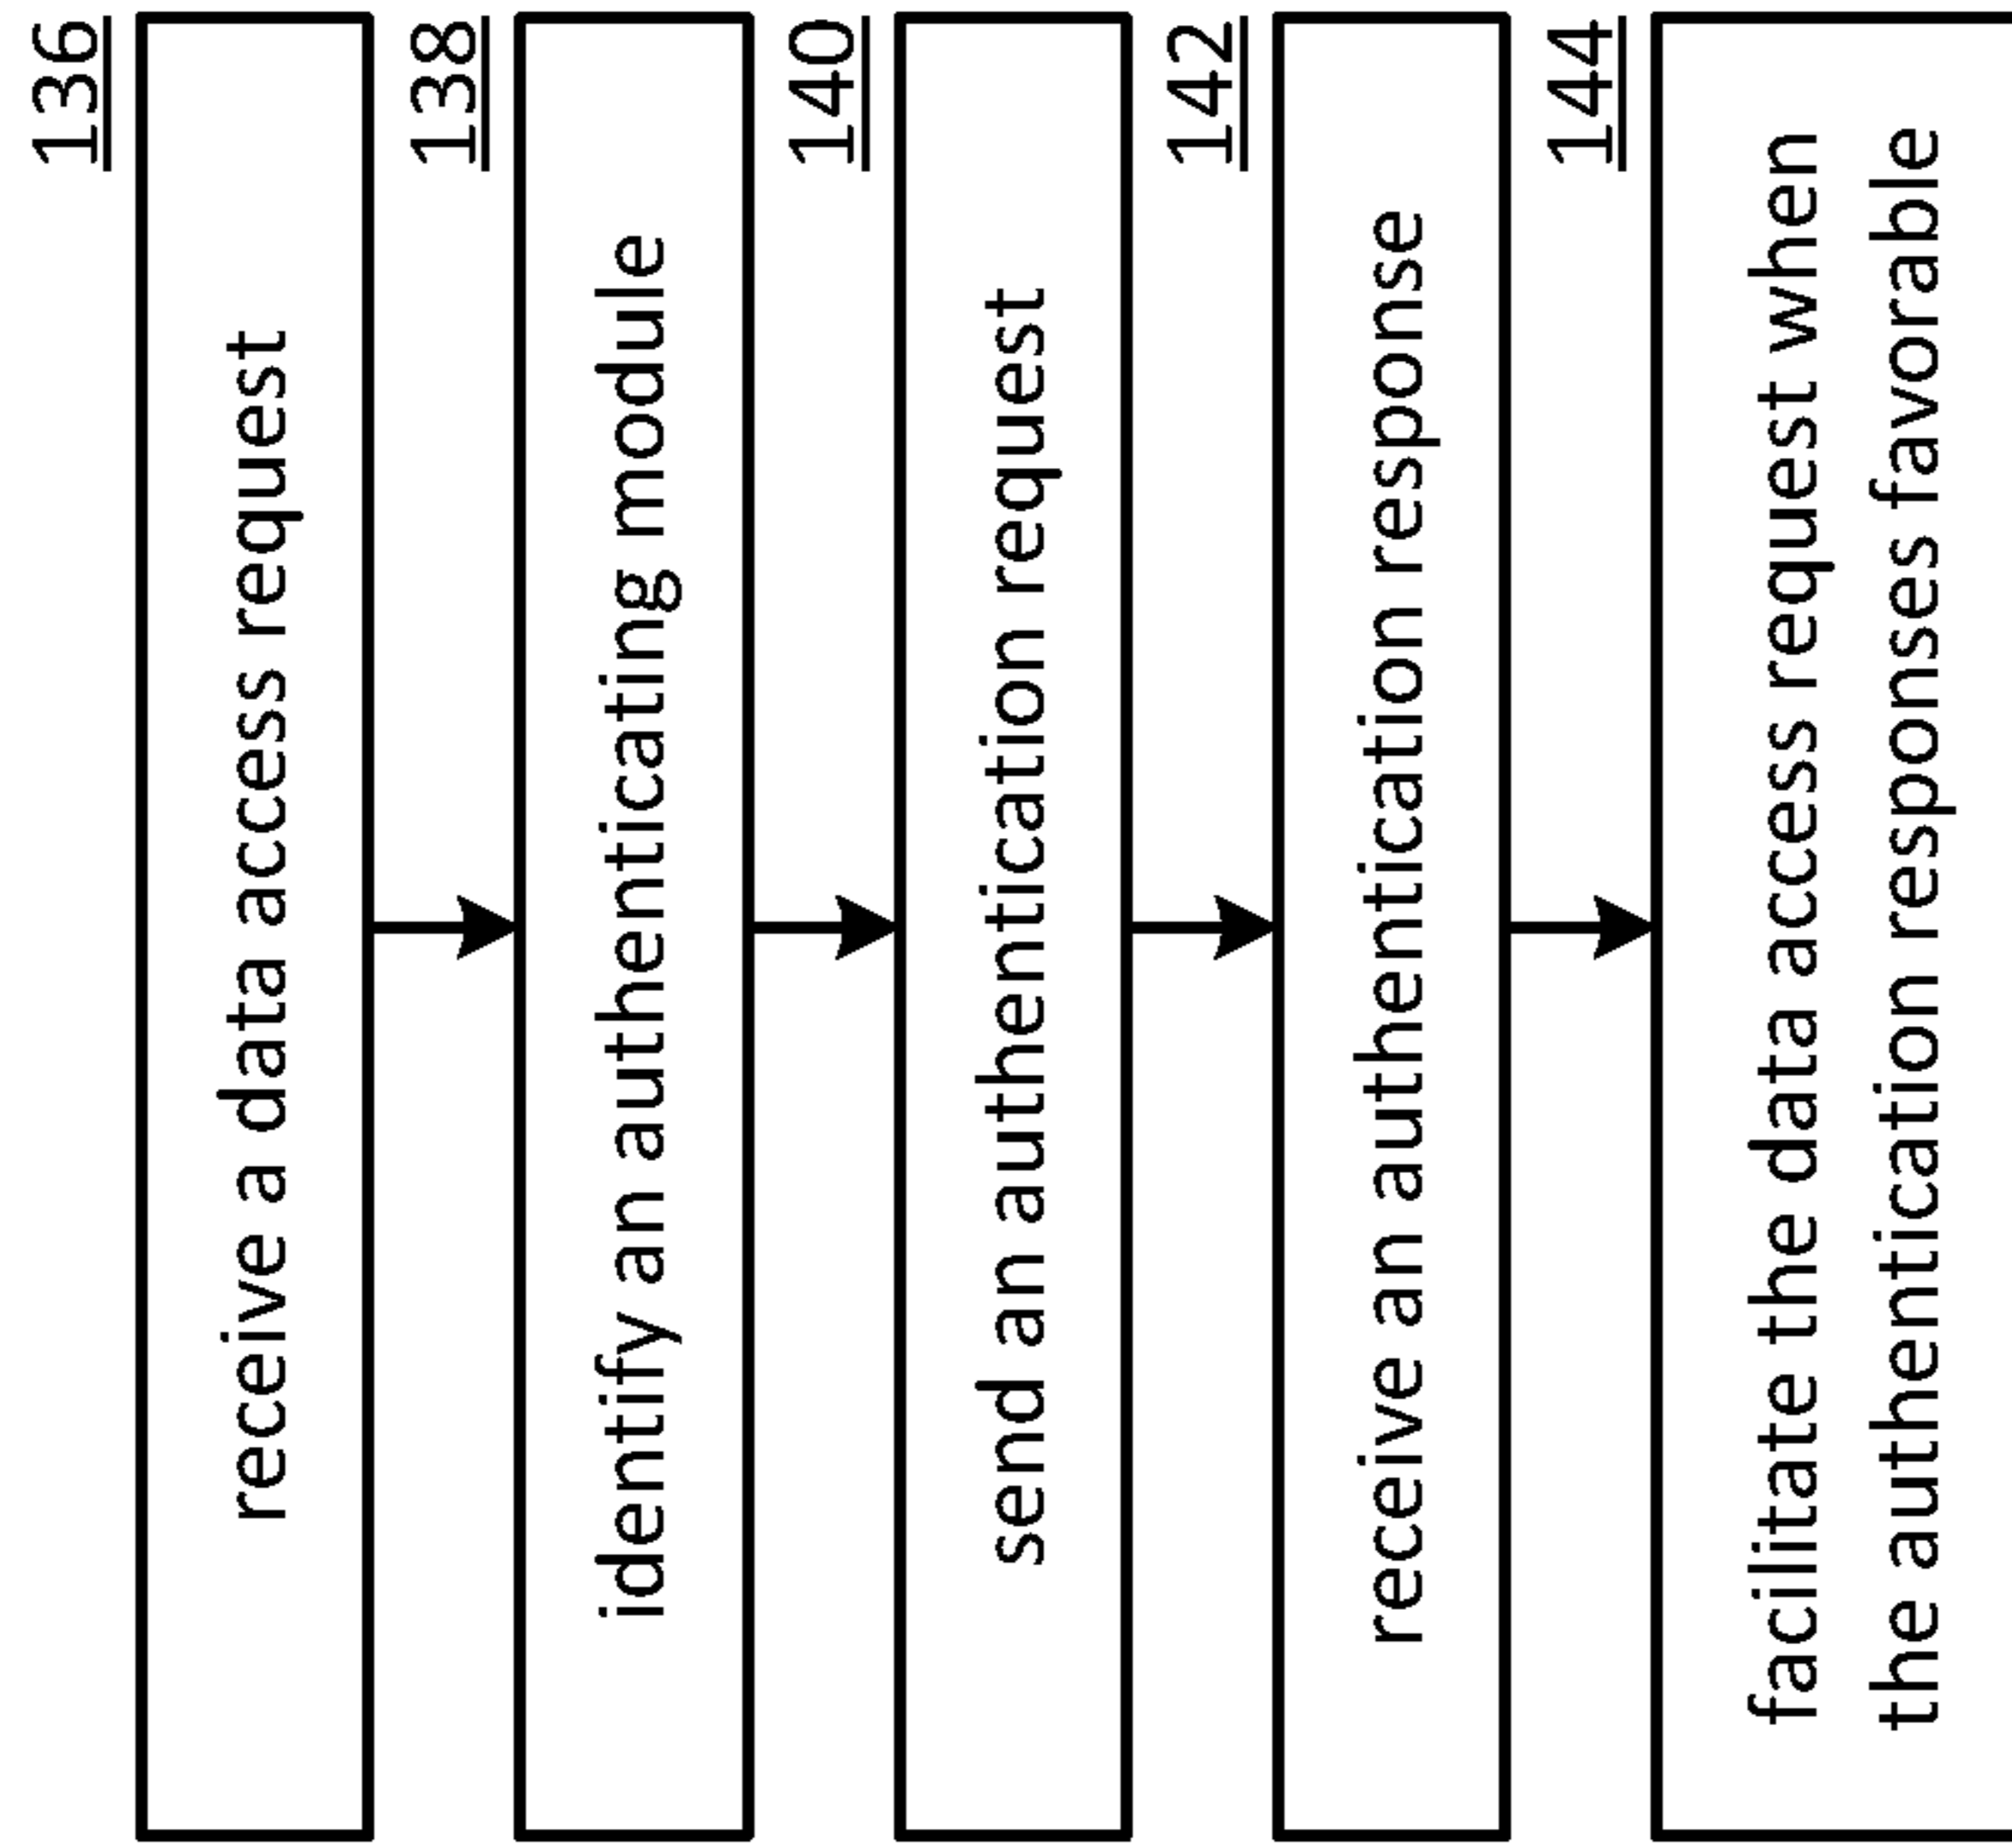 136
receive a data access request
138
identify an authenticating module
140
send an authentication request
142
receive an authentication response
144
facilitate the data access request when
the authentication responses favorable